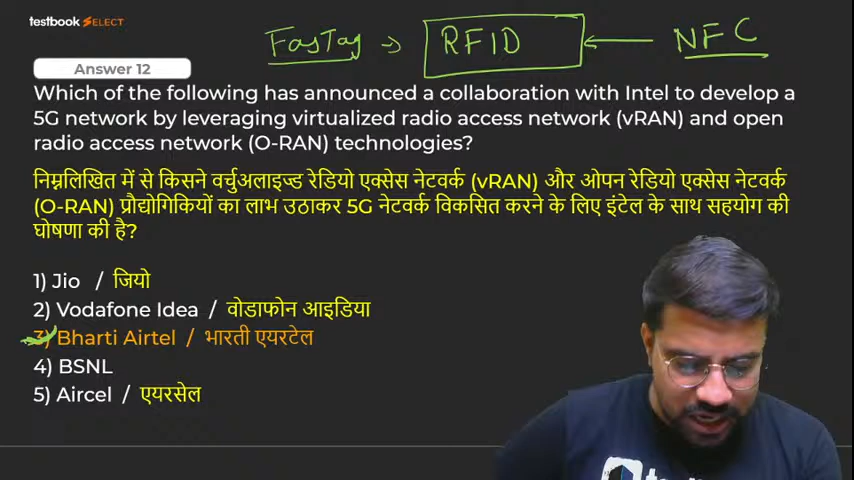 testbook SELECT
FasTag → RFID ← NFC
Answer 12
Which of the following has announced a collaboration with Intel to develop a
5G network by leveraging virtualized radio access network (vRAN) and open
radio access network (O-RAN) technologies?
निम्नलिखित में से किसने वर्चुअलाइज्ड रेडियो एक्सेस नेटवर्क (vRAN) और ओपन रेडियो एक्सेस नेटवर्क
(O-RAN) प्रौद्योगिकियों का लाभ उठाकर 5G नेटवर्क विकसित करने के लिए इंटेल के साथ सहयोग की
घोषणा की है?
1) Jio / जियो
2) Vodafone Idea / वोडाफोन आइडिया
3) Bharti Airtel / भारती एयरटेल
4) BSNL
5) Aircel / एयरसेल